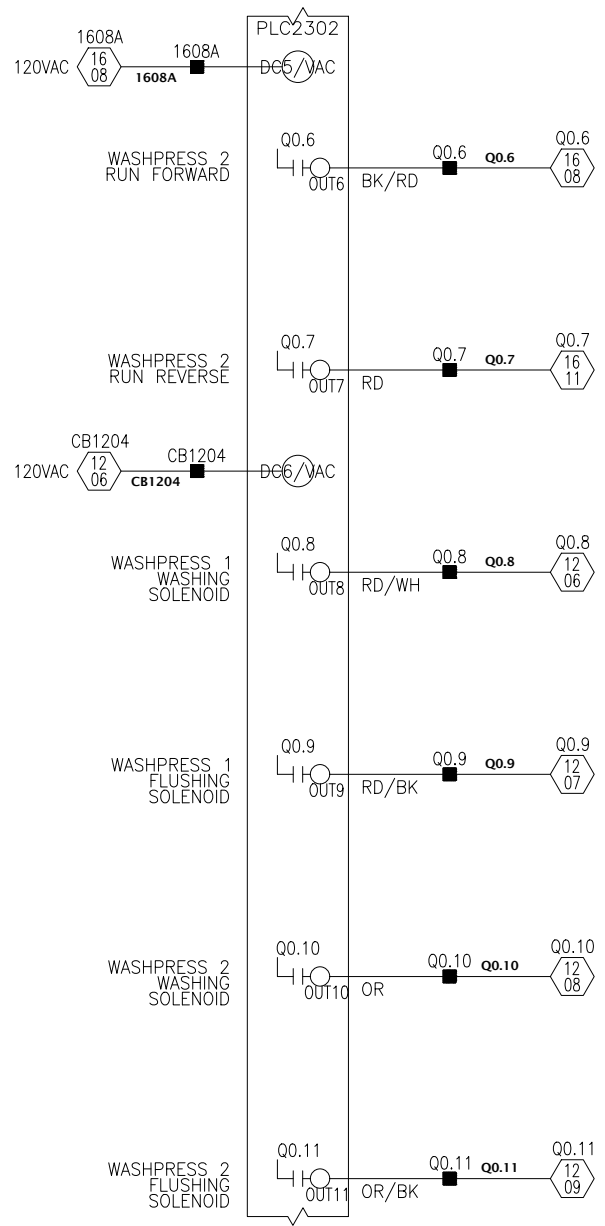 PLC2302
1608A
1608A
120VAC
16
08
1608A
DC5/VAC
Q0.6
Q0.6
Q0.6
Q0.6
WASHPRESS 2
RUN FORWARD
OUT6
BK/RD
16
08
Q0.7
Q0.7
Q0.7
Q0.7
WASHPRESS 2
RUN REVERSE
OUT7
RD
16
11
CB1204
CB1204
120VAC
12
06
CB1204
DC6/VAC
Q0.8
Q0.8
Q0.8
Q0.8
WASHPRESS 1
WASHING
SOLENOID
OUT8
RD/WH
12
06
Q0.9
Q0.9
Q0.9
Q0.9
WASHPRESS 1
FLUSHING
SOLENOID
OUT9
RD/BK
12
07
Q0.10
Q0.10
Q0.10
Q0.10
WASHPRESS 2
WASHING
SOLENOID
OUT10
OR
12
08
Q0.11
Q0.11
Q0.11
Q0.11
WASHPRESS 2
FLUSHING
SOLENOID
OUT11
OR/BK
12
09